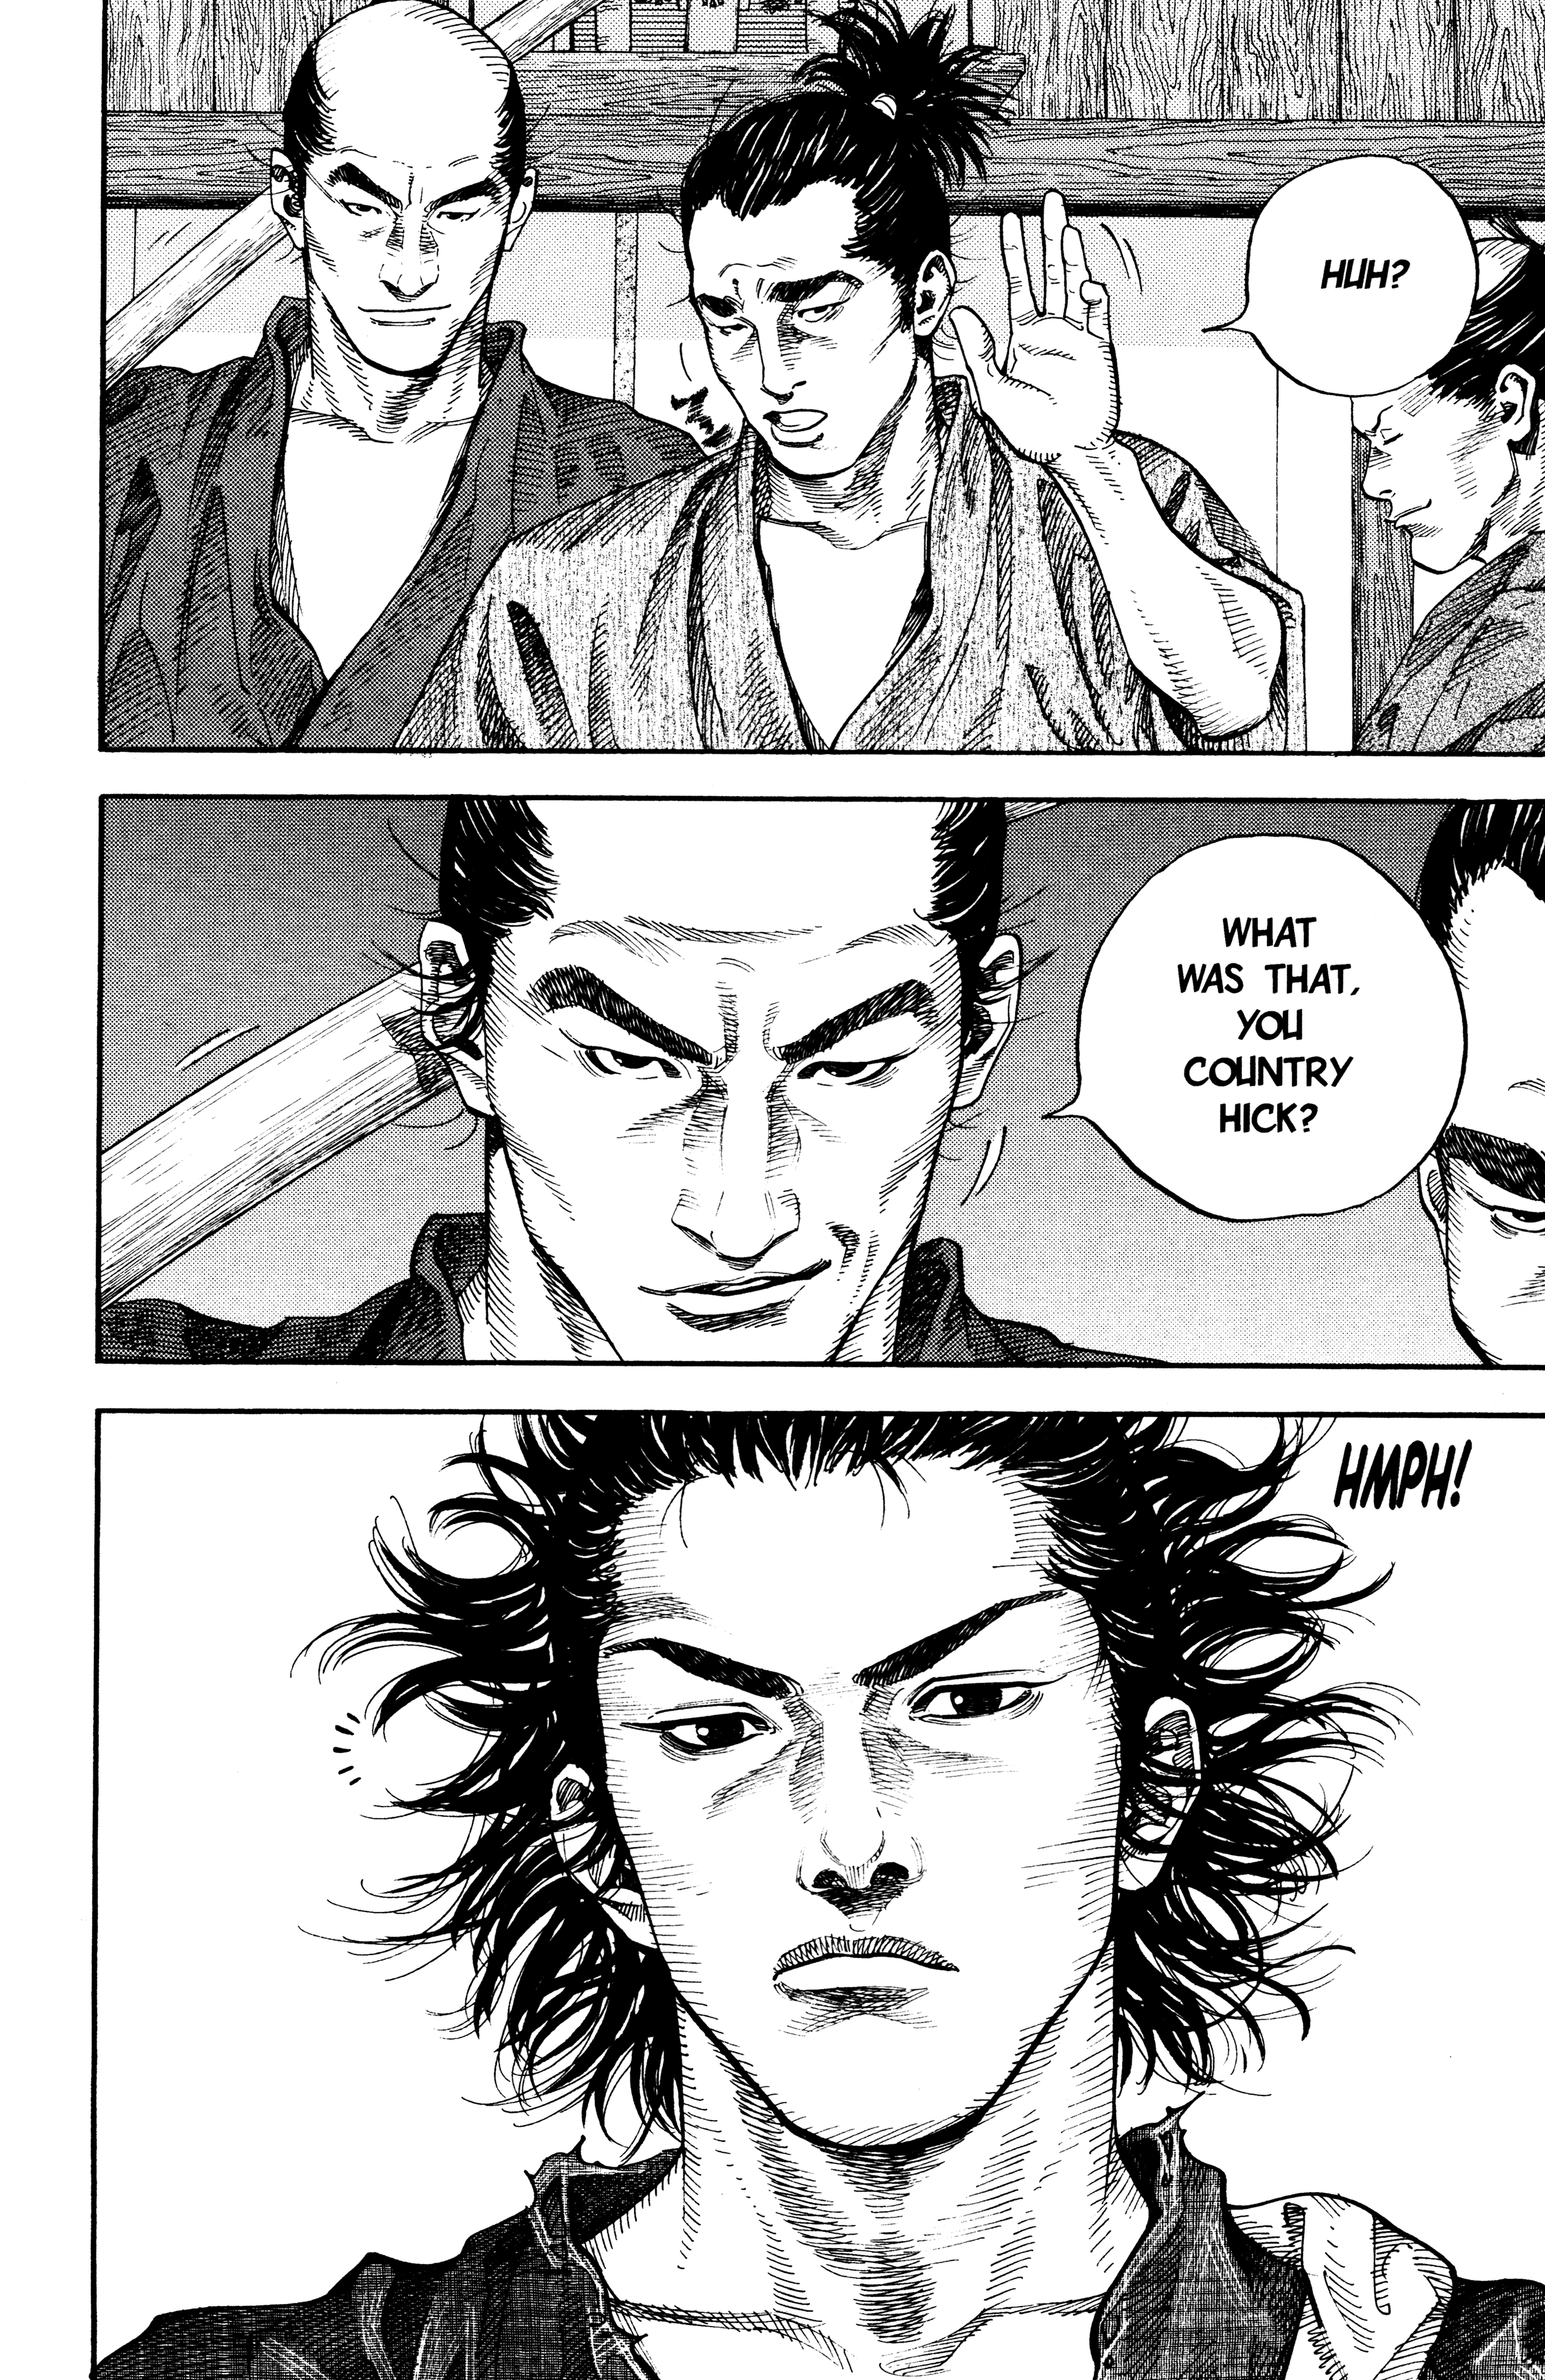 HUH?
WHAT
WAS THAT,
YOU
COUNTRY
HICK?
HMPH!